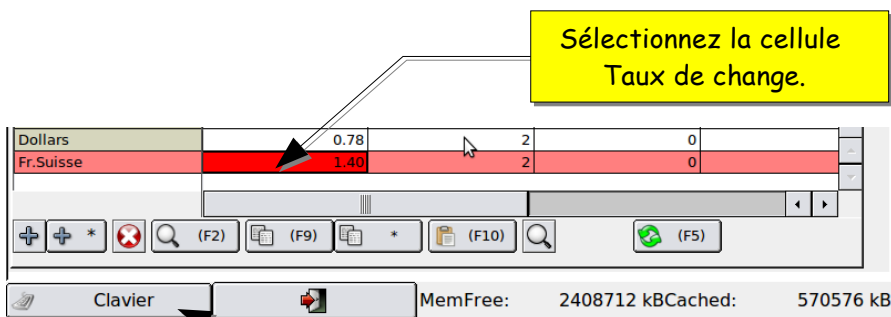 Sélectionnez la cellule
Taux de change.
Dollars 0.78 2 0
Fr.Suisse 1.40 2 0
* (F2) (F9) * (F10) (F5)
Clavier MemFree: 2408712 kBCached: 570576 kB